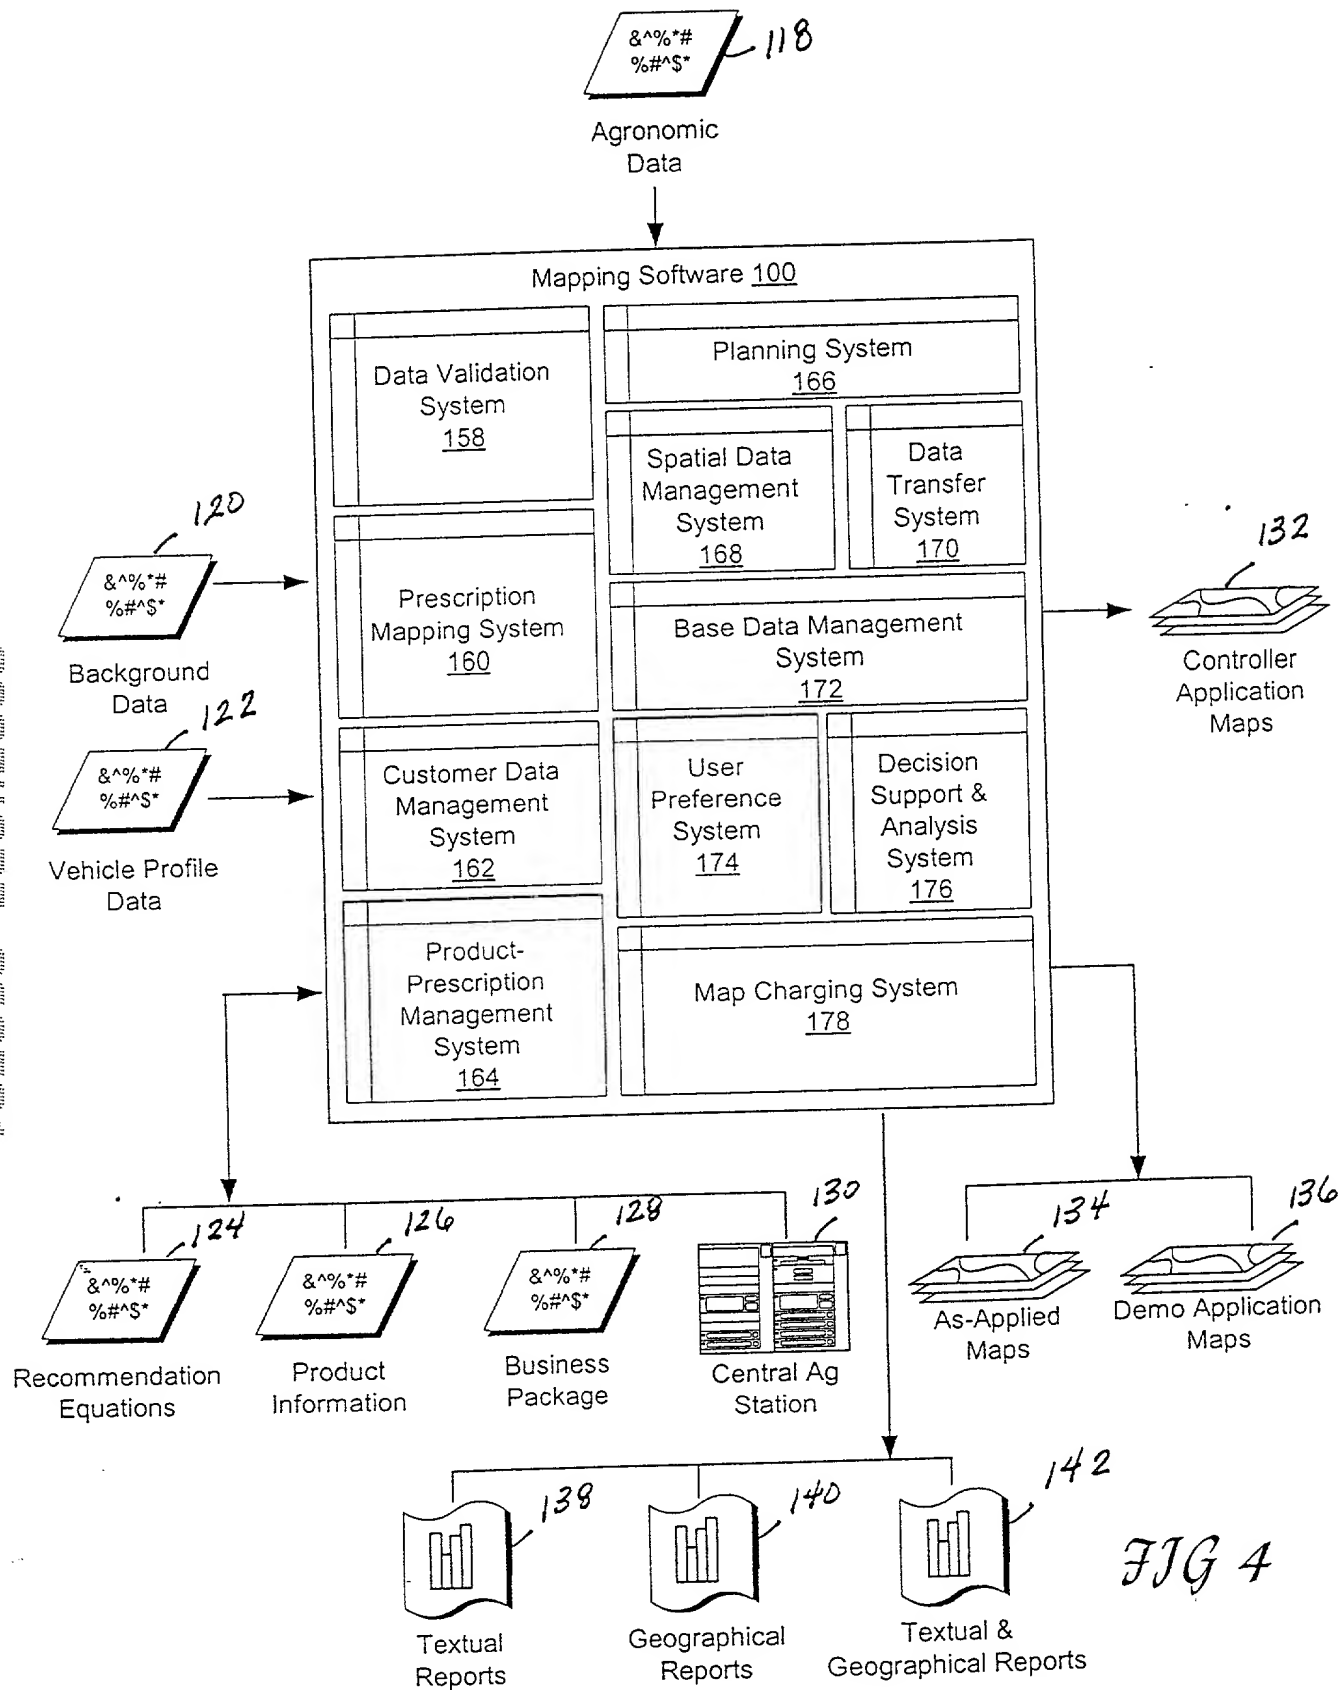 &^%*#
%#^$*
118
Agronomic
Data
Mapping Software 100
Data Validation
System
158
Planning System
166
Spatial Data
Management
System
168
Data
Transfer
System
170
120
&^%*#
%#^$*
Background
Data
Prescription
Mapping System
160
Base Data Management
System
172
132
Controller
Application
Maps
122
&^%*#
%#^$*
Vehicle Profile
Data
Customer Data
Management
System
162
User
Preference
System
174
Decision
Support &
Analysis
System
176
Product-
Prescription
Management
System
164
Map Charging System
178
124
&^%*#
%#^$*
Recommendation
Equations
126
&^%*#
%#^$*
Product
Information
128
&^%*#
%#^$*
Business
Package
130
Central Ag
Station
134
As-Applied
Maps
136
Demo Application
Maps
138
Textual
Reports
140
Geographical
Reports
142
Textual &
Geographical Reports
FIG 4